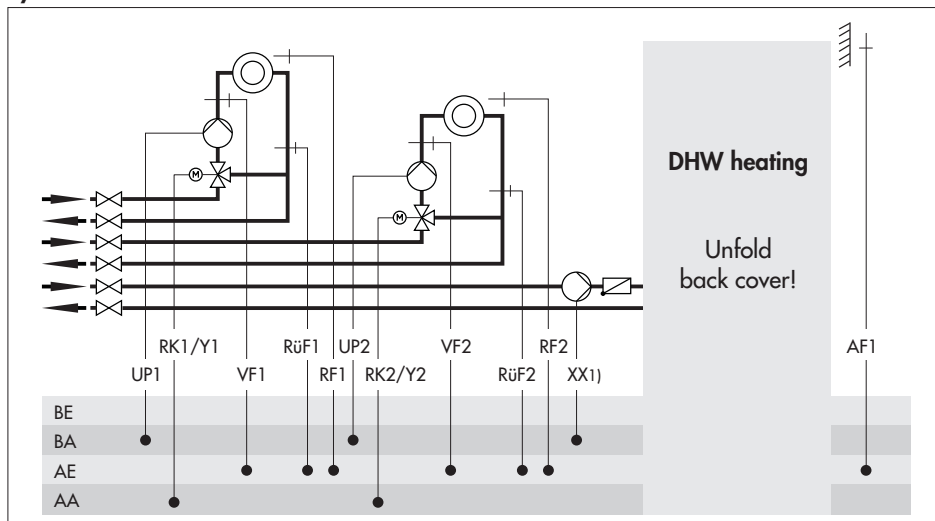 DHW heating
Unfold
back cover!
M
M
RK1/Y1 RüF1 UP2 VF2 RF2 AF1
UP1 VF1 RF1 RK2/Y2 RüF2 XX1)
BE
BA
AE
AA